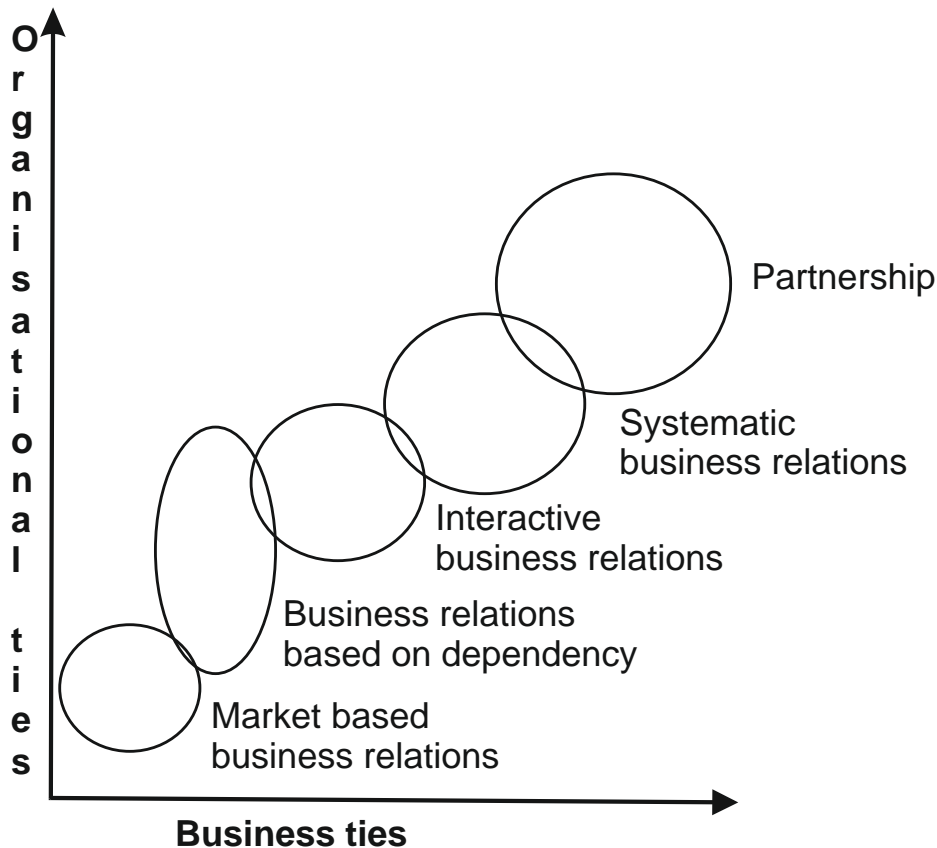 Organisational ties
Partnership
Systematic
business relations
Interactive
business relations
Business relations
based on dependency
Market based
business relations
Business ties